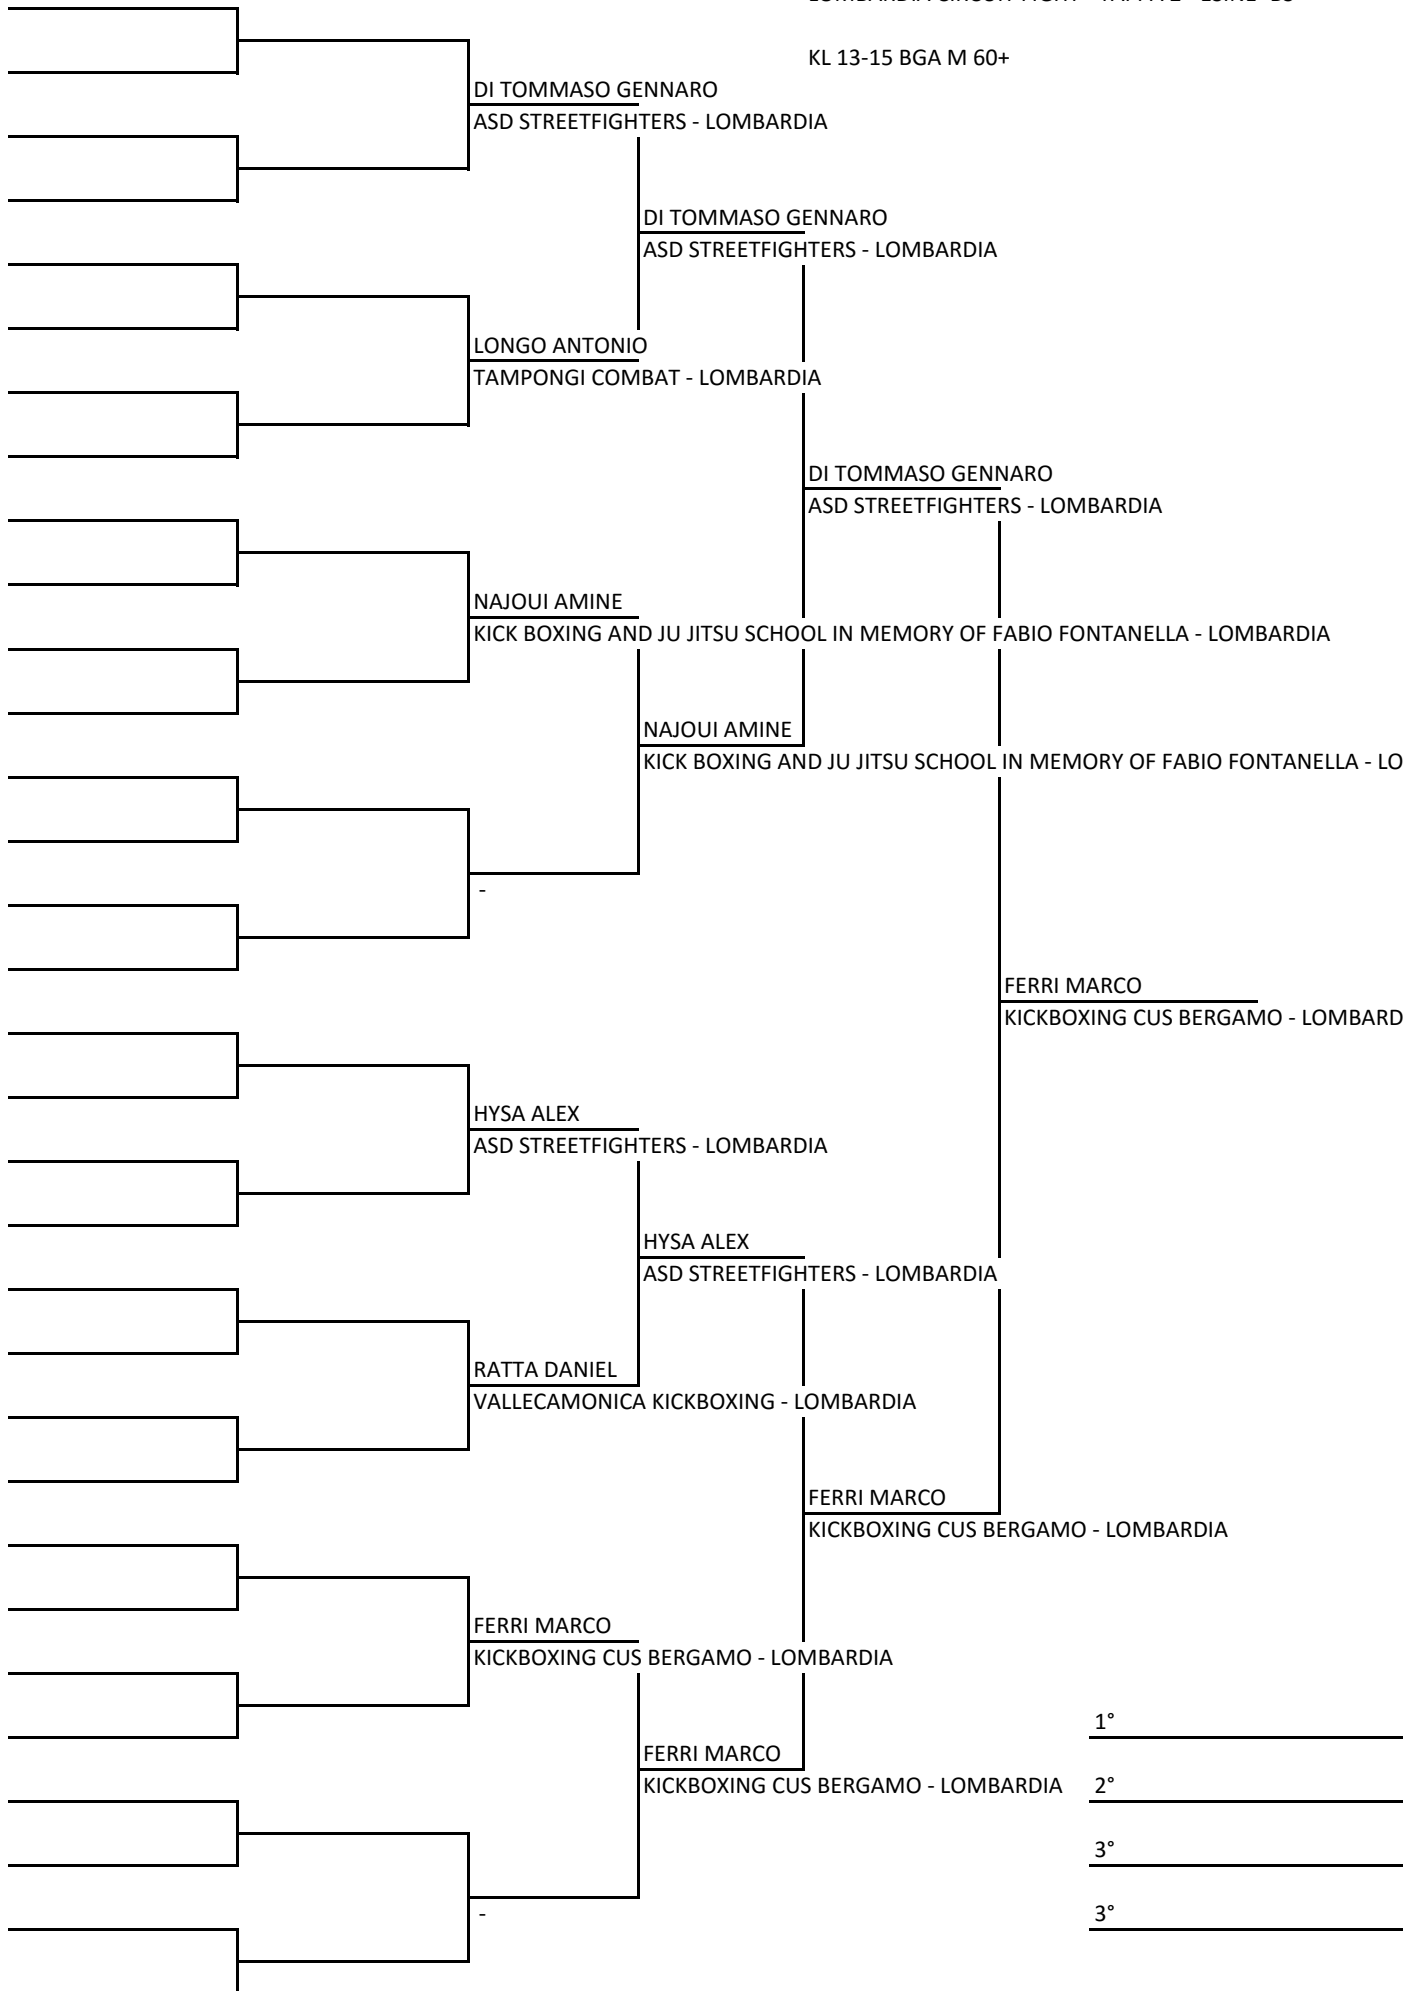 KL 13-15 BGA M 60+
DI TOMMASO GENNARO
ASD STREETFIGHTERS - LOMBARDIA
DI TOMMASO GENNARO
ASD STREETFIGHTERS - LOMBARDIA
LONGO ANTONIO
TAMPONGI COMBAT - LOMBARDIA
DI TOMMASO GENNARO
ASD STREETFIGHTERS - LOMBARDIA
NAJOUI AMINE
KICK BOXING AND JU JITSU SCHOOL IN MEMORY OF FABIO FONTANELLA - LOMBARDIA
NAJOUI AMINE
KICK BOXING AND JU JITSU SCHOOL IN MEMORY OF FABIO FONTANELLA - LO
-
FERRI MARCO
KICKBOXING CUS BERGAMO - LOMBARD
HYSA ALEX
ASD STREETFIGHTERS - LOMBARDIA
HYSA ALEX
ASD STREETFIGHTERS - LOMBARDIA
RATTA DANIEL
VALLECAMONICA KICKBOXING - LOMBARDIA
FERRI MARCO
KICKBOXING CUS BERGAMO - LOMBARDIA
FERRI MARCO
KICKBOXING CUS BERGAMO - LOMBARDIA
1°
FERRI MARCO
KICKBOXING CUS BERGAMO - LOMBARDIA
2°
3°
-
3°